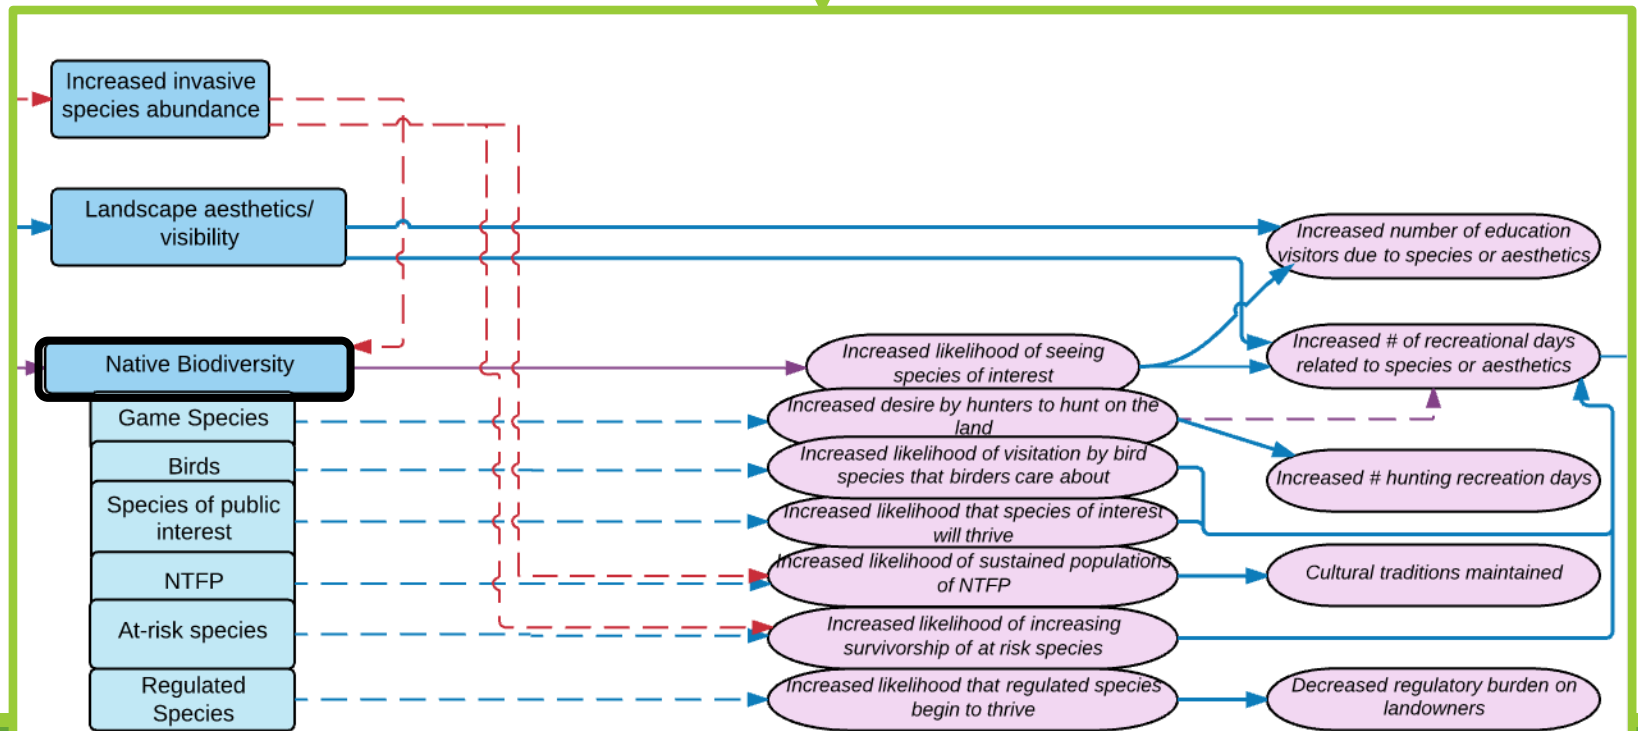 Increased invasive
species abundance
Landscape aesthetics/
visibility
Native Biodiversity
Game Species
Birds
Species of public
interest
NTFP
At-risk species
Regulated
Species
Increased likelihood of seeing
species of interest
Increased desire by hunters to hunt on the
land
Increased likelihood of visitation by bird
species that birders care about
Increased likelihood that species of interest
will thrive
Increased likelihood of sustained populations
of NTFP
Increased likelihood of increasing
survivorship of at risk species
Increased likelihood that regulated species
begin to thrive
Increased number of education
visitors due to species or aesthetics
Increased # of recreational days
related to species or aesthetics
Increased # hunting recreation days
Cultural traditions maintained
Decreased regulatory burden on
landowners